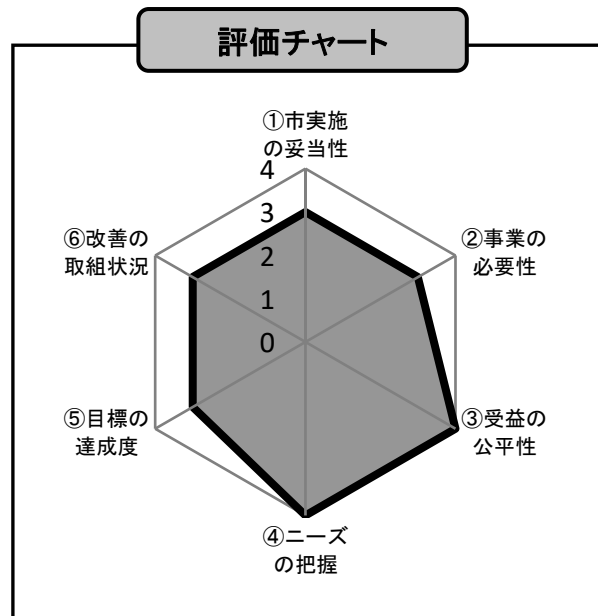 評価チャート
①市実施
の妥当性
4
3
2
1
0
②事業の
必要性
③受益の
公平性
④ニーズ
の把握
⑤目標の
達成度
⑥改善の
取組状況